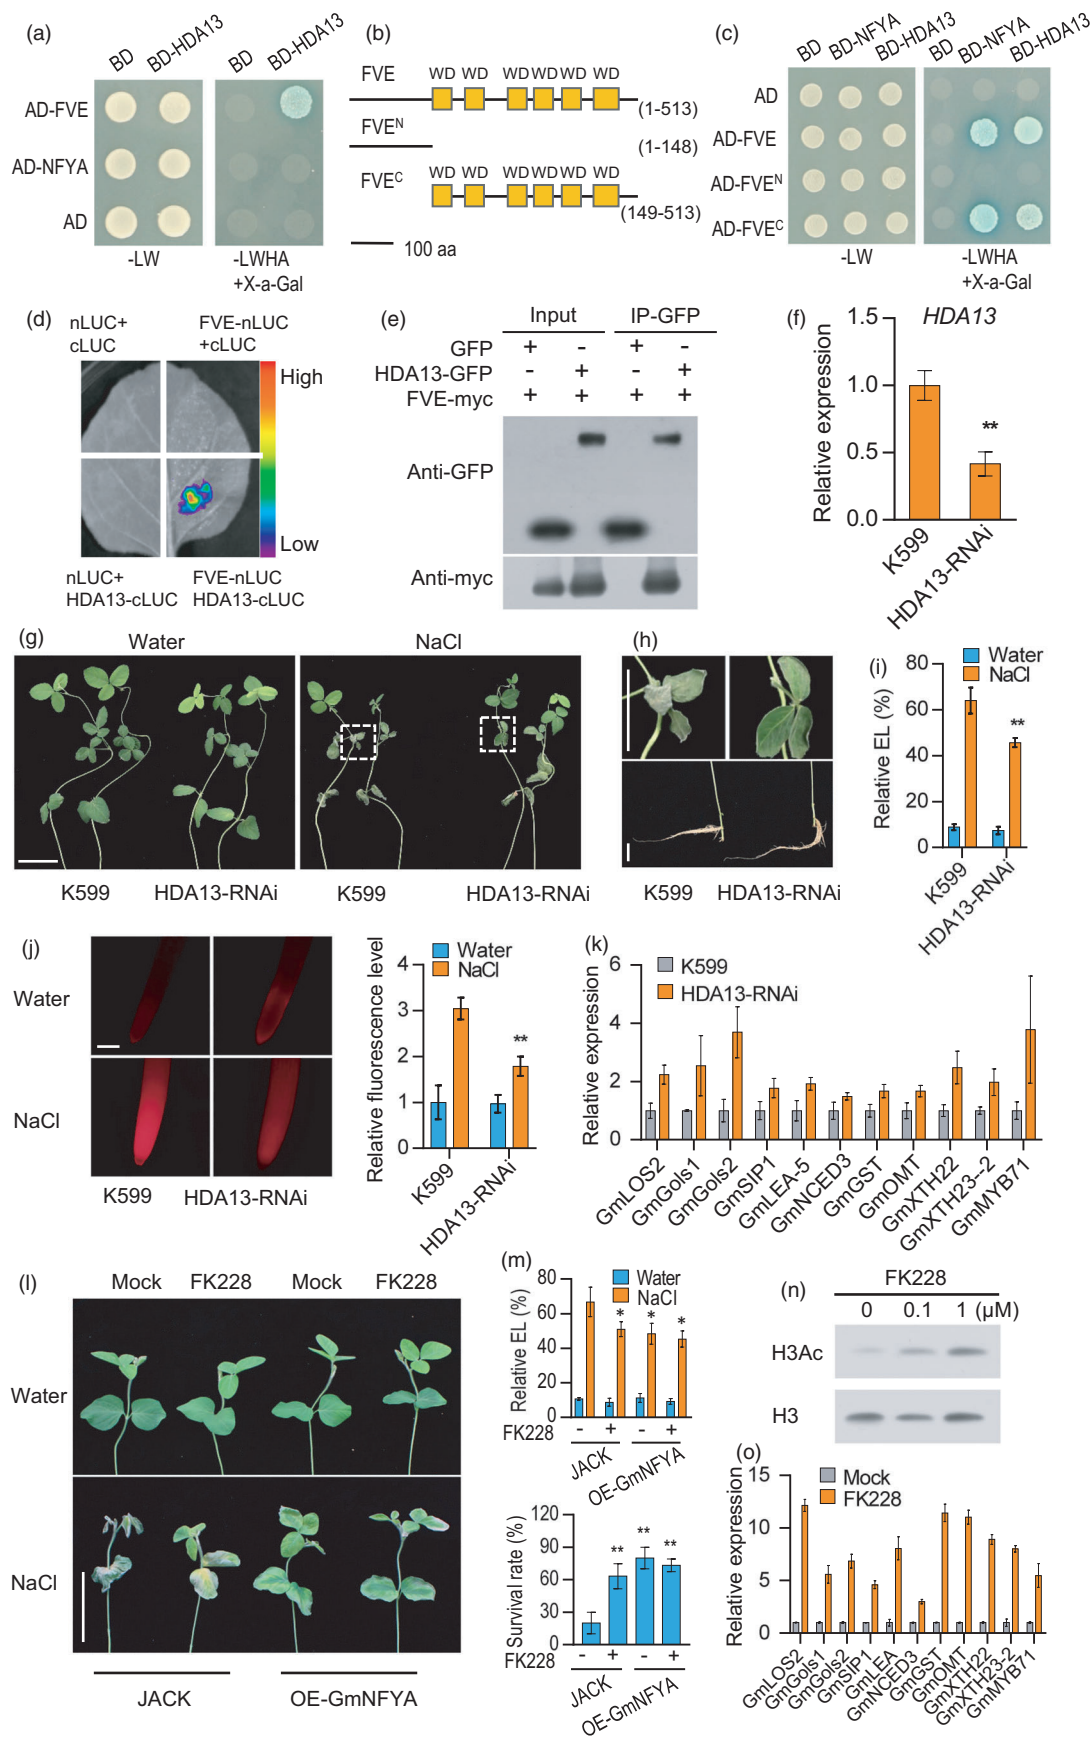 (a)
BD
BD-HDA13
BD
BD-HDA13
AD-FVE
AD-NFYA
AD
-LW
-LWHA
+X-a-Gal
(b)
FVE
WD WD WD WD WD WD
(1-513)
FVEᴺ
(1-148)
FVEᶜ
WD WD WD WD WD WD
(149-513)
100 aa
(c)
BD
BD-NFYA
BD-HDA13
BD
BD-NFYA
BD-HDA13
AD
AD-FVE
AD-FVEᴺ
AD-FVEᶜ
-LW
-LWHA
+X-a-Gal
(d)
nLUC+
cLUC
FVE-nLUC
+cLUC
High
Low
nLUC+
HDA13-cLUC
FVE-nLUC
HDA13-cLUC
(e)
Input IP-GFP
GFP + - + -
HDA13-GFP - + - +
FVE-myc + + + +
Anti-GFP
Anti-myc
(f)
HDA13
Relative expression
1.5
1.0
0.5
0.0
**
K599
HDA13-RNAi
(g)
Water NaCl
K599 HDA13-RNAi K599 HDA13-RNAi
(h)
K599 HDA13-RNAi
(i)
Water
NaCl
Relative EL (%)
80
60
40
20
0
**
K599
HDA13-RNAi
(j)
Water
NaCl
K599 HDA13-RNAi
Relative fluorescence level
Water
NaCl
4
3
2
1
0
**
K599
HDA13-RNAi
(k)
K599
HDA13-RNAi
Relative expression
6
4
2
0
GmLOS2
GmGols1
GmGols2
GmSIP1
GmLEA-5
GmNCED3
GmGST
GmOMT
GmXTH22
GmXTH23--2
GmMYB71
(l)
Mock FK228 Mock FK228
Water
NaCl
JACK OE-GmNFYA
(m)
Water
NaCl
Relative EL (%)
80
60
40
20
0
* * *
FK228 - + - +
JACK
OE-GmNFYA
Survival rate (%)
120
90
60
30
0
** ** **
FK228 - + - +
JACK
OE-GmNFYA
(n)
FK228
0 0.1 1 (μM)
H3Ac
H3
(o)
Mock
FK228
Relative expression
15
10
5
0
GmLOS2
GmGols1
GmGols2
GmSIP1
GmLEA
GmNCED3
GmGST
GmOMT
GmXTH22
GmXTH23-2
GmMYB71